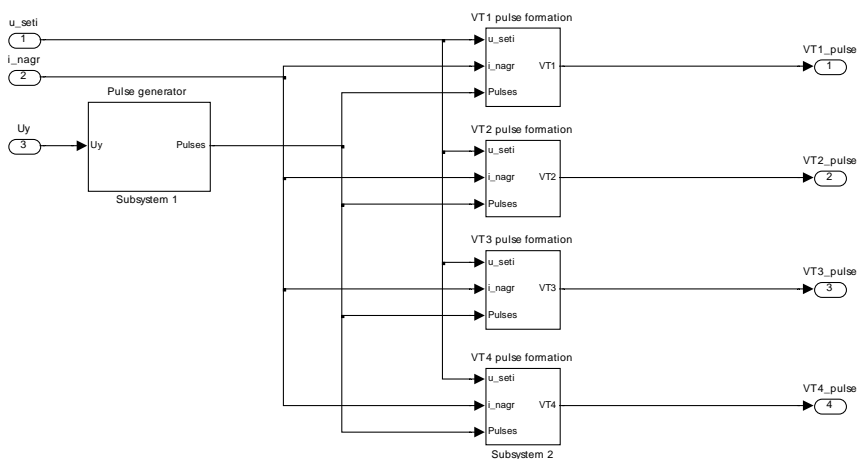 u_seti
1
i_nagr
2
Uy
3
Pulse generator
Uy
Pulses
Subsystem 1
VT1 pulse formation
u_seti
i_nagr
Pulses
VT1
VT1_pulse
1
VT2 pulse formation
u_seti
i_nagr
Pulses
VT2
VT2_pulse
2
VT3 pulse formation
u_seti
i_nagr
Pulses
VT3
VT3_pulse
3
VT4 pulse formation
u_seti
i_nagr
Pulses
VT4
VT4_pulse
4
Subsystem 2